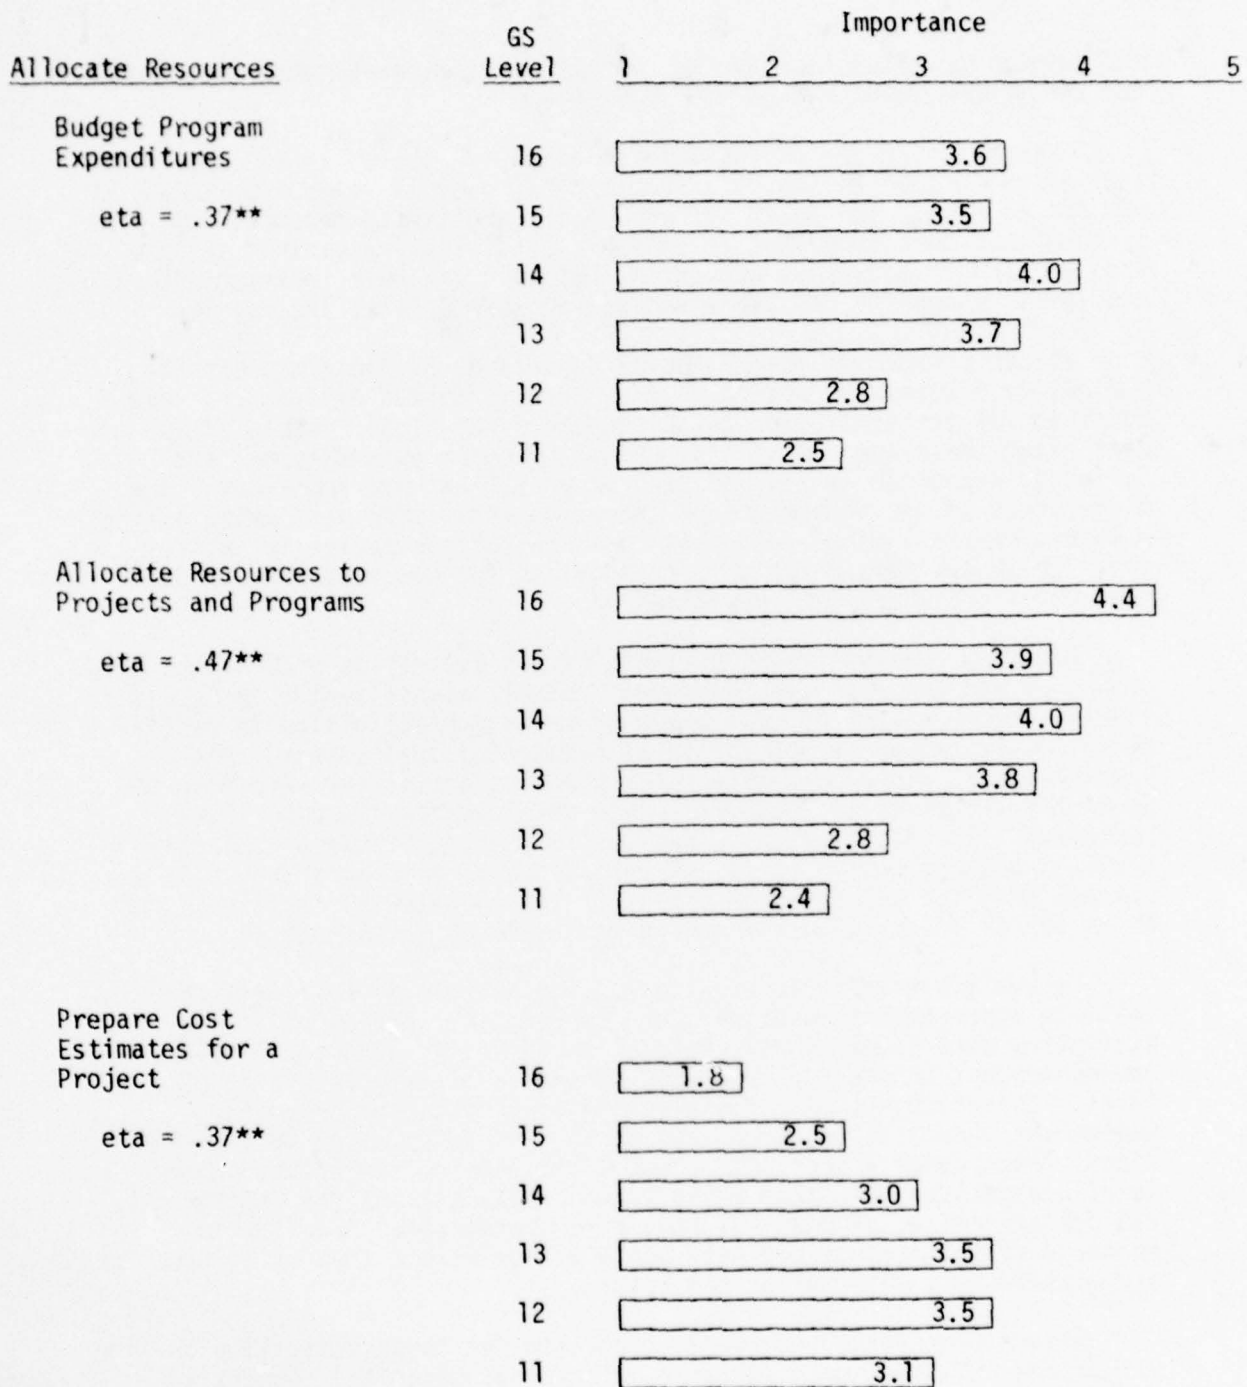 Importance
GS
Allocate Resources Level 1 2 3 4 5
Budget Program
Expenditures 16 3.6
eta = .37** 15 3.5
14 4.0
13 3.7
12 2.8
11 2.5
Allocate Resources to
Projects and Programs 16 4.4
eta = .47** 15 3.9
14 4.0
13 3.8
12 2.8
11 2.4
Prepare Cost
Estimates for a
Project 16 1.8
eta = .37** 15 2.5
14 3.0
13 3.5
12 3.5
11 3.1